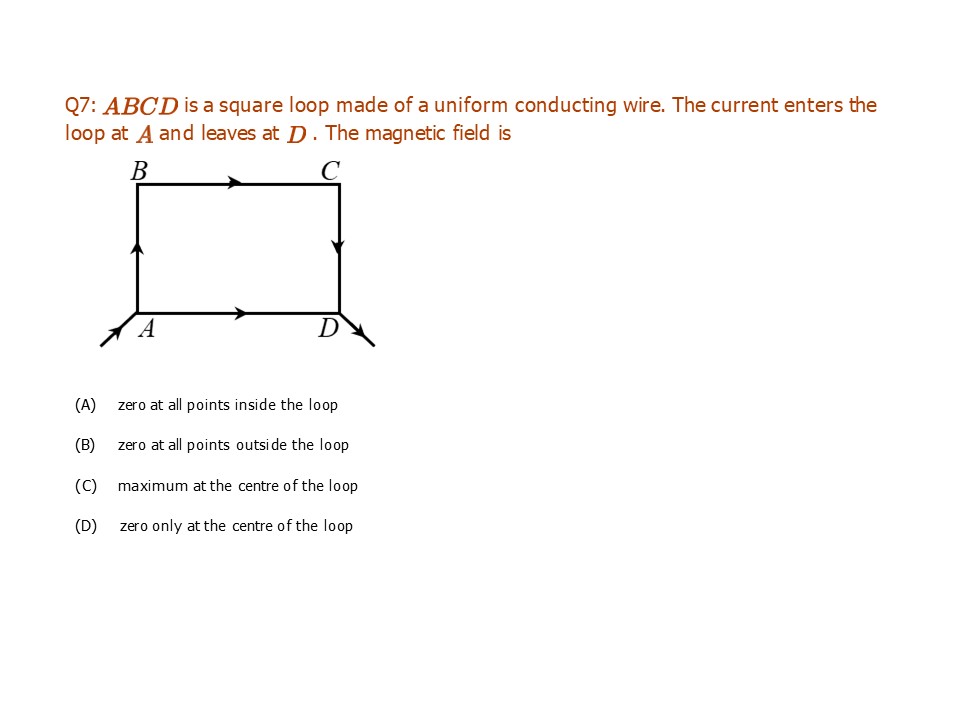 Q7: ABCD is a square loop made of a uniform conducting wire. The current enters the
loop at A and leaves at D . The magnetic field is
B C
A D
(A) zero at all points inside the loop
(B) zero at all points outside the loop
(C) maximum at the centre of the loop
(D) zero only at the centre of the loop